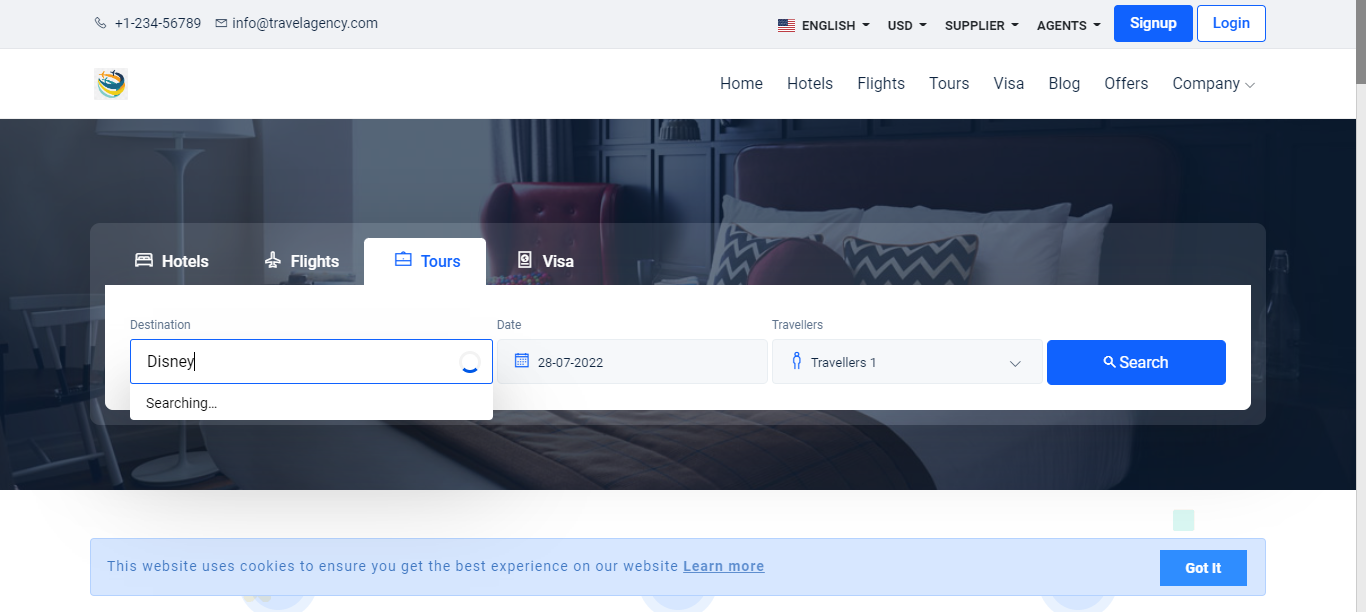 +1-234-56789 info@travelagency.com ENGLISH USD SUPPLIER AGENTS Signup Login
Home Hotels Flights Tours Visa Blog Offers Company
Hotels Flights Tours Visa
Destination Date Travellers
Disney 28-07-2022 Travellers 1 Search
Searching…
This website uses cookies to ensure you get the best experience on our website Learn more Got It